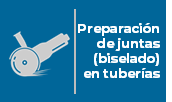 Preparación
de juntas
(biselado)
en tuberías